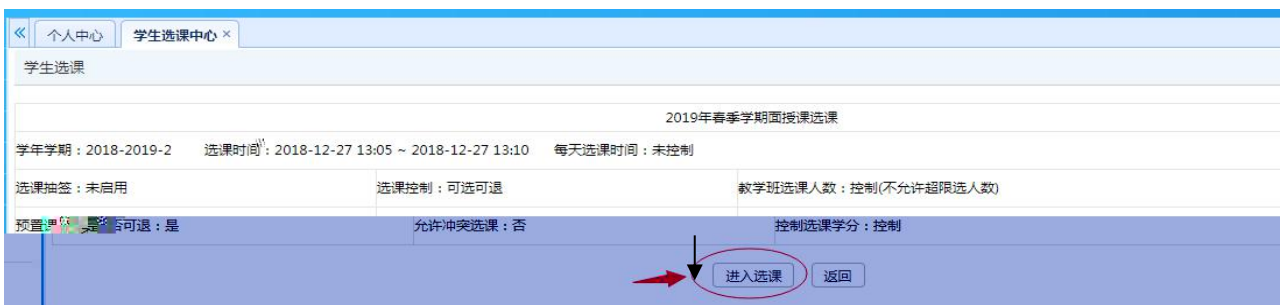 个人中心 学生选课中心 ×
学生选课
2019年春季学期面授课选课
学年学期：2018-2019-2 选课时间：2018-12-27 13:05 ~ 2018-12-27 13:10 每天选课时间：未控制
选课抽签：未启用 选课控制：可选可退 教学班选课人数：控制(不允许超限选人数)
预置课 是否可退：是 允许冲突选课：否 控制选课学分：控制
进入选课 返回